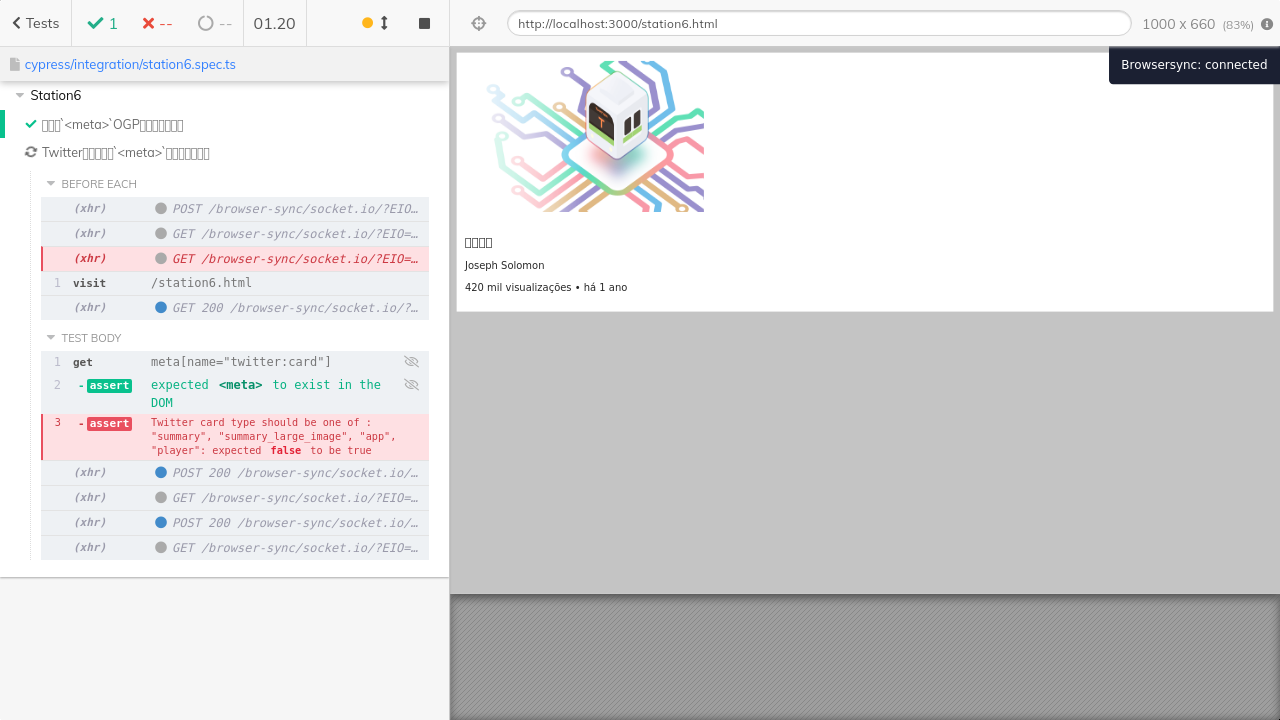 Tests
1
--
--
01.20
http://localhost:3000/station6.html
1000 x 660 (83%)
cypress/integration/station6.spec.ts
Browsersync: connected
Station6
`<meta>`OGP
Twitter
`<meta>`
BEFORE EACH
(xhr) POST /browser-sync/socket.io/?EIO…
(xhr) GET /browser-sync/socket.io/?EIO=…
(xhr) GET /browser-sync/socket.io/?EIO=…
1 visit /station6.html
(xhr) GET 200 /browser-sync/socket.io/?…
TEST BODY
1 get meta[name="twitter:card"]
2 -assert expected <meta> to exist in the
DOM
3 -assert Twitter card type should be one of :
"summary", "summary_large_image", "app",
"player": expected false to be true
(xhr) POST 200 /browser-sync/socket.io/…
(xhr) GET /browser-sync/socket.io/?EIO=…
(xhr) POST 200 /browser-sync/socket.io/…
(xhr) GET /browser-sync/socket.io/?EIO=…
Joseph Solomon
420 mil visualizações • há 1 ano